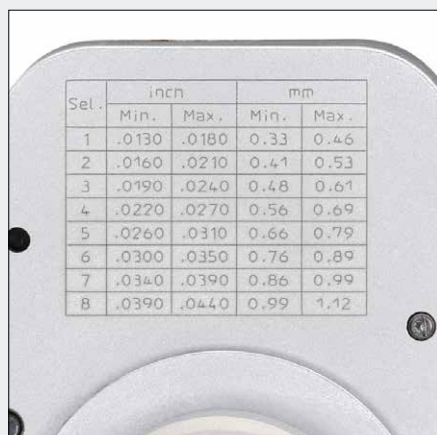 Sel. inch mm
Min. Max. Min. Max.
1 .0130 .0180 0.33 0.46
2 .0160 .0210 0.41 0.53
3 .0190 .0240 0.48 0.61
4 .0220 .0270 0.56 0.69
5 .0260 .0310 0.66 0.79
6 .0300 .0350 0.76 0.89
7 .0340 .0390 0.86 0.99
8 .0390 .0440 0.99 1.12